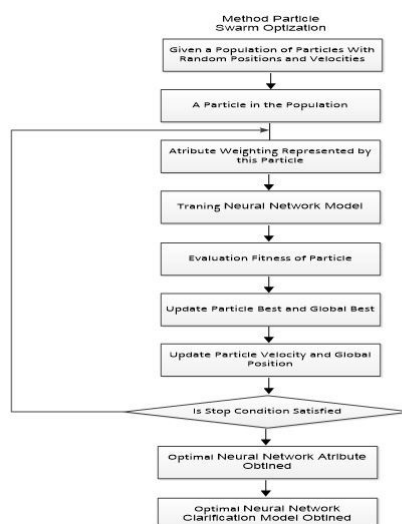 Method Particle
Swarm Optization
Given a Population of Particles With
Random Positions and Velocities
A Particle in the Population
Atribute Weighting Represented by
this Particle
Traning Neural Network Model
Evaluation Fitness of Particle
Update Particle Best and Global Best
Update Particle Velocity and Global
Position
Is Stop Condition Satisfied
Optimal Neural Network Atribute
Obtined
Optimal Neural Network
Clarification Model Obtined